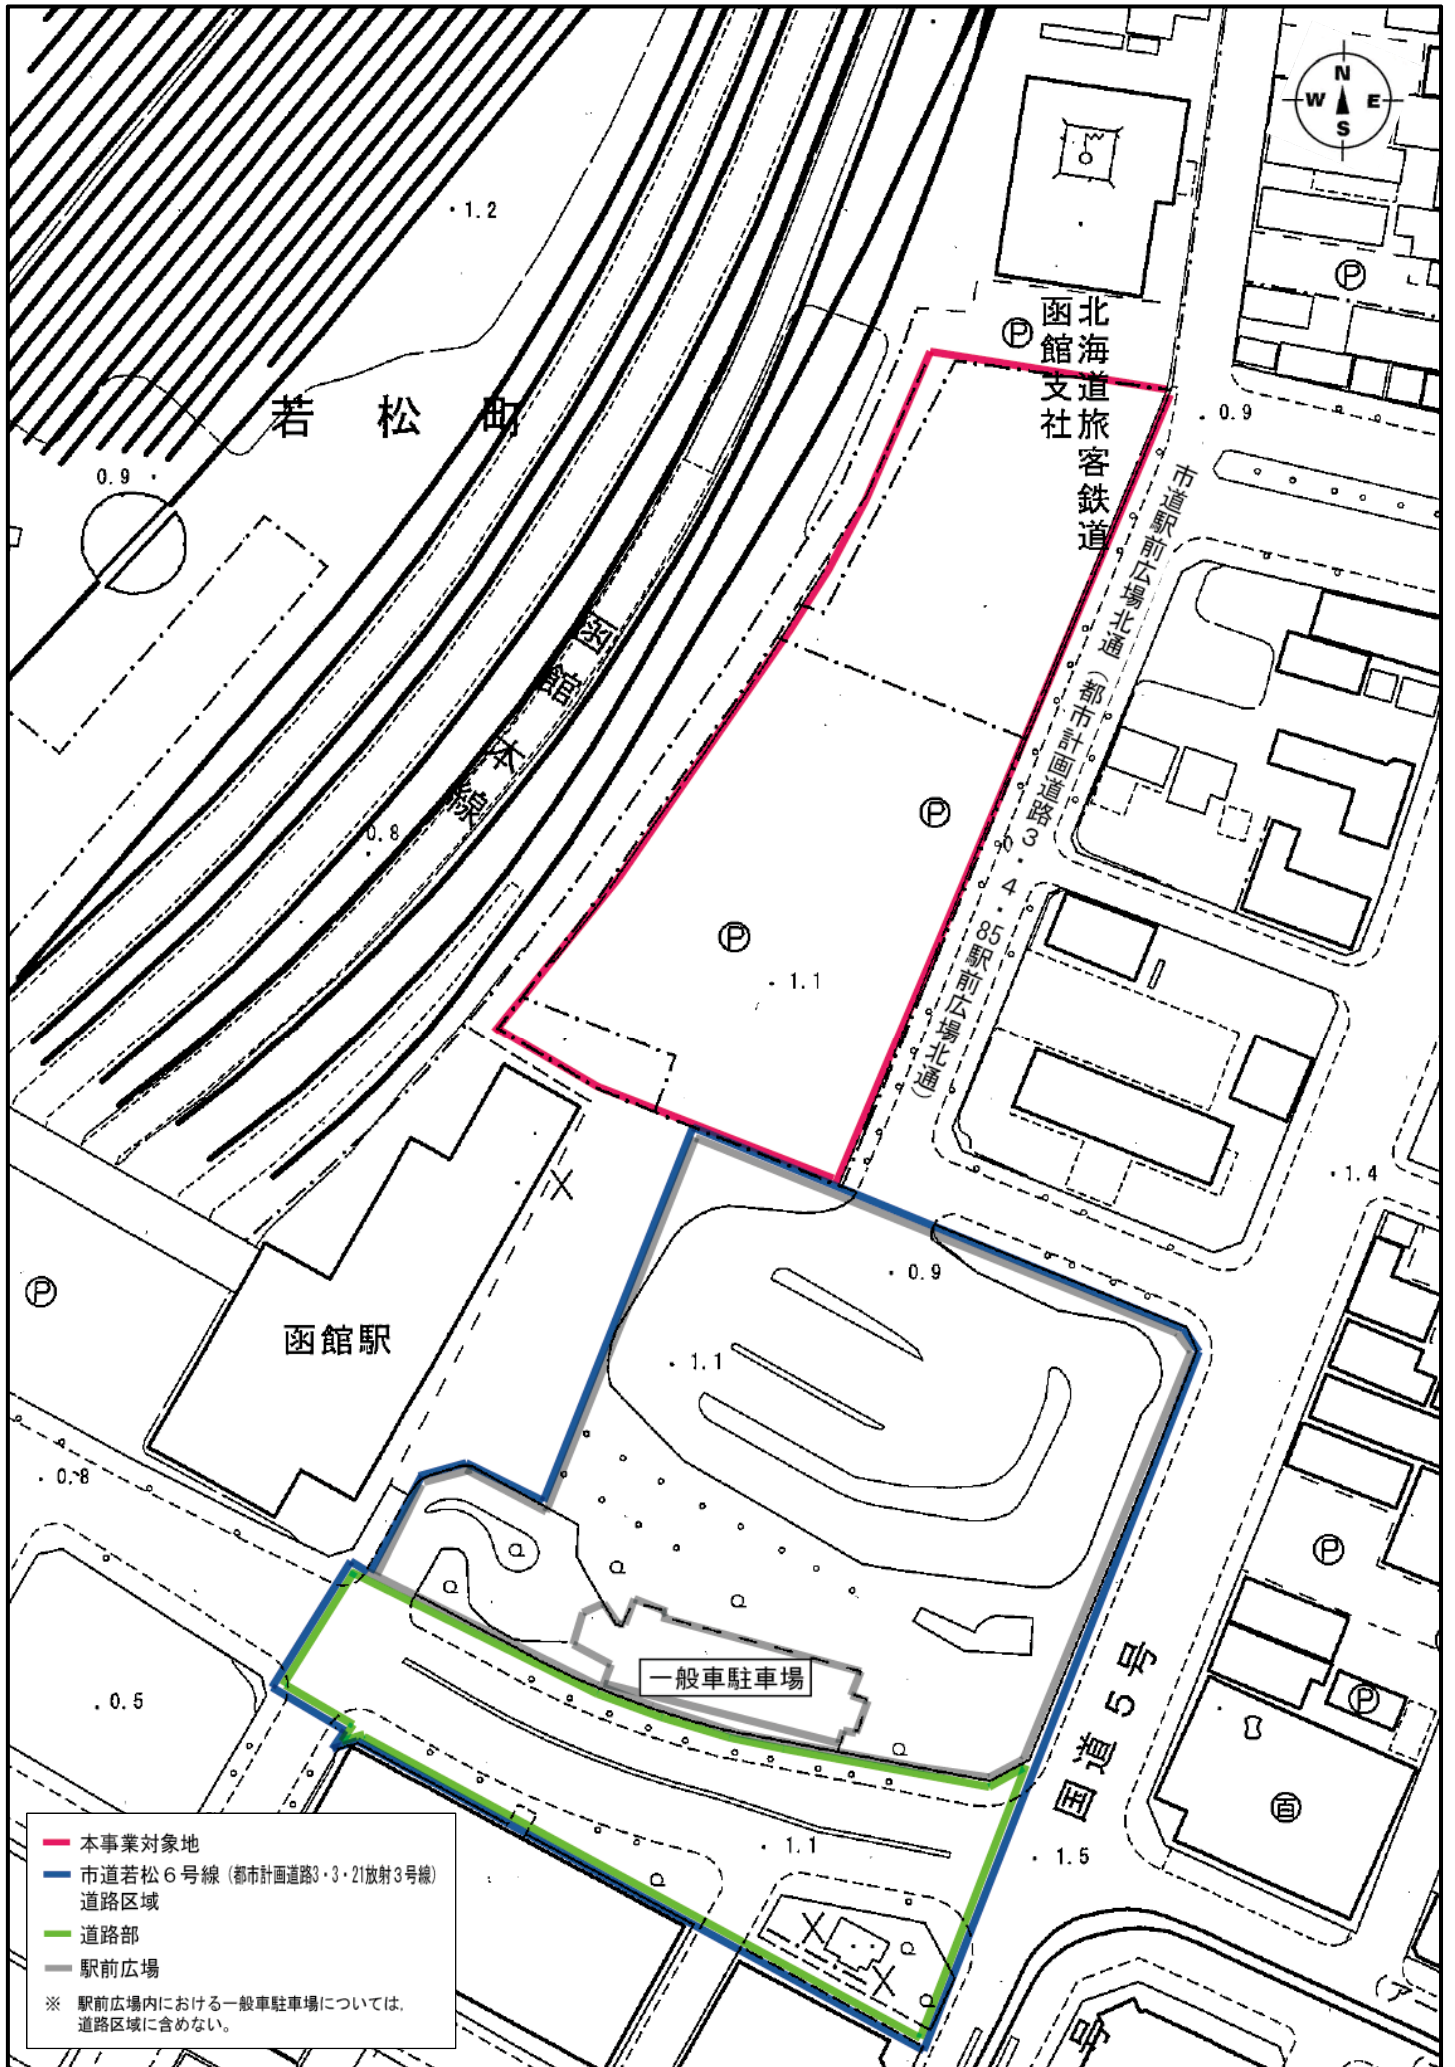 N
W E
S
1.2
Ⓟ
Ⓟ
北海道旅客鉄道
函館支社
若松町
0.9
0.9
市道駅前広場北通（都市計画道路3・4・85駅前広場北通）
函館本線
0.8
Ⓟ
Ⓟ
1.1
1.4
0.9
Ⓟ
函館駅
1.1
0.8
Ⓟ
一般車駐車場
0.5
国道5号
Ⓟ
百
1.1
1.5
号
本事業対象地
市道若松６号線（都市計画道路3・3・21放射３号線）
道路区域
道路部
駅前広場
※ 駅前広場内における一般車駐車場については，
道路区域に含めない。